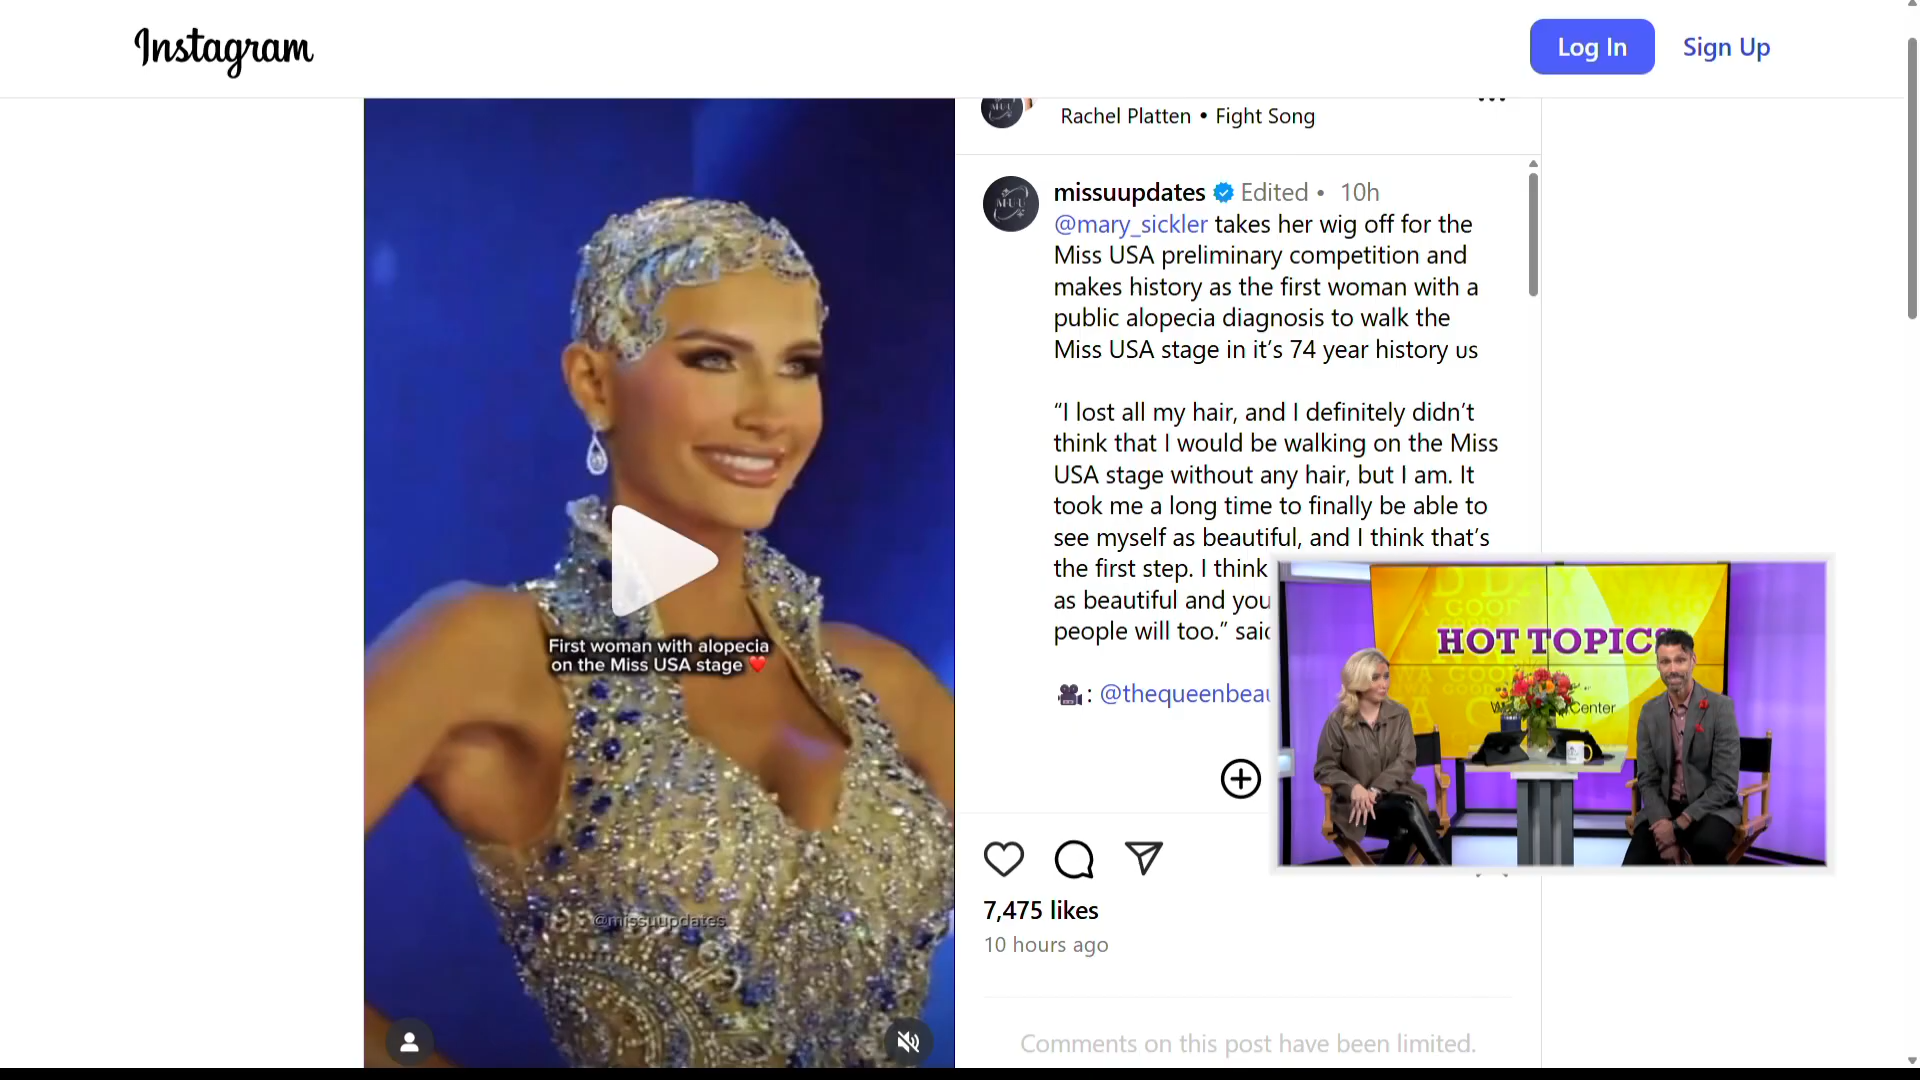 Instagram
Log In
Sign Up
Rachel Platten • Fight Song
missuupdates Edited • 10h
@mary_sickler takes her wig off for the
Miss USA preliminary competition and
makes history as the first woman with a
public alopecia diagnosis to walk the
Miss USA stage in it's 74 year history us
“I lost all my hair, and I definitely didn't
think that I would be walking on the Miss
USA stage without any hair, but I am. It
took me a long time to finally be able to
see myself as beautiful, and I think that's
the first step. I think
as beautiful and you
people will too.” said
: @thequeenbeau
7,475 likes
10 hours ago
Comments on this post have been limited.
First woman with alopecia
on the Miss USA stage ❤️
@missuupdates
M·U·U
HOT TOPICS
GOOD
Center